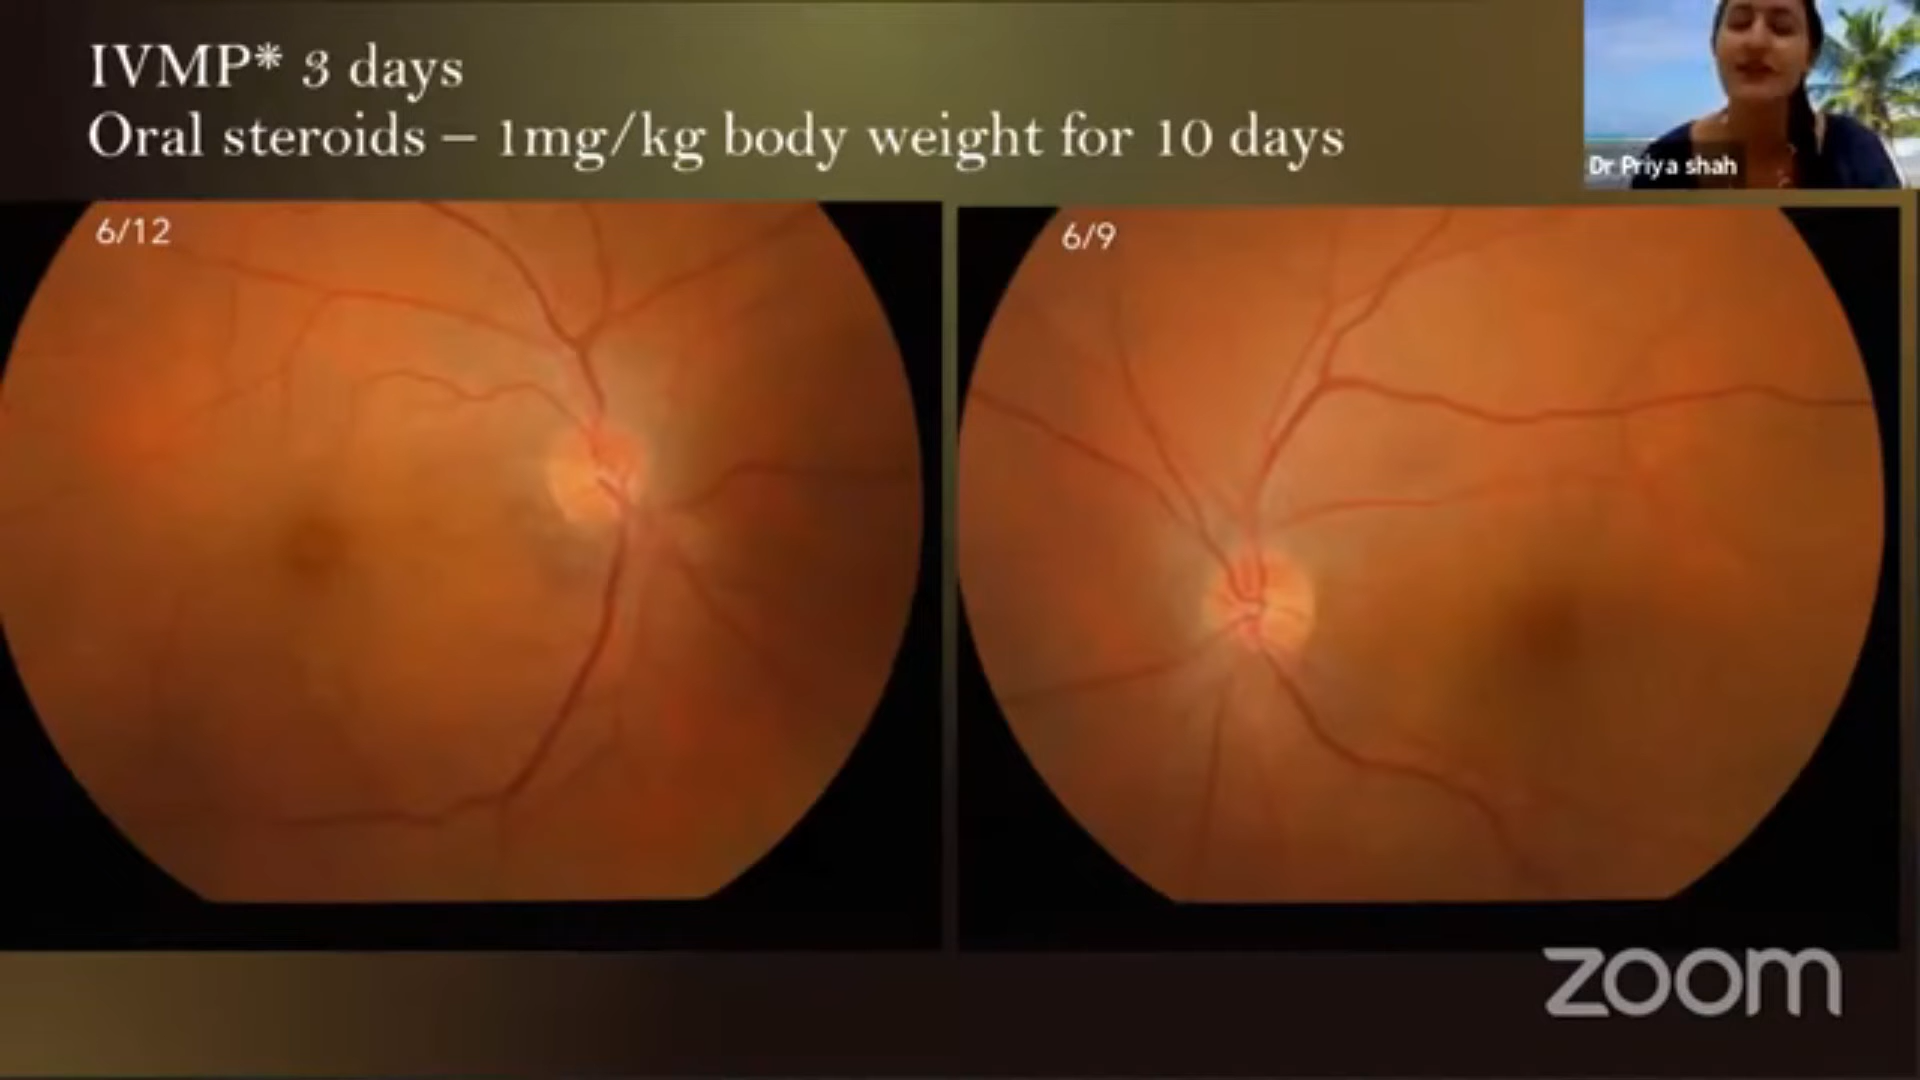 IVMP* 3 days
Oral steroids – 1mg/kg body weight for 10 days
Dr Priya shah
6/12
6/9
zoom